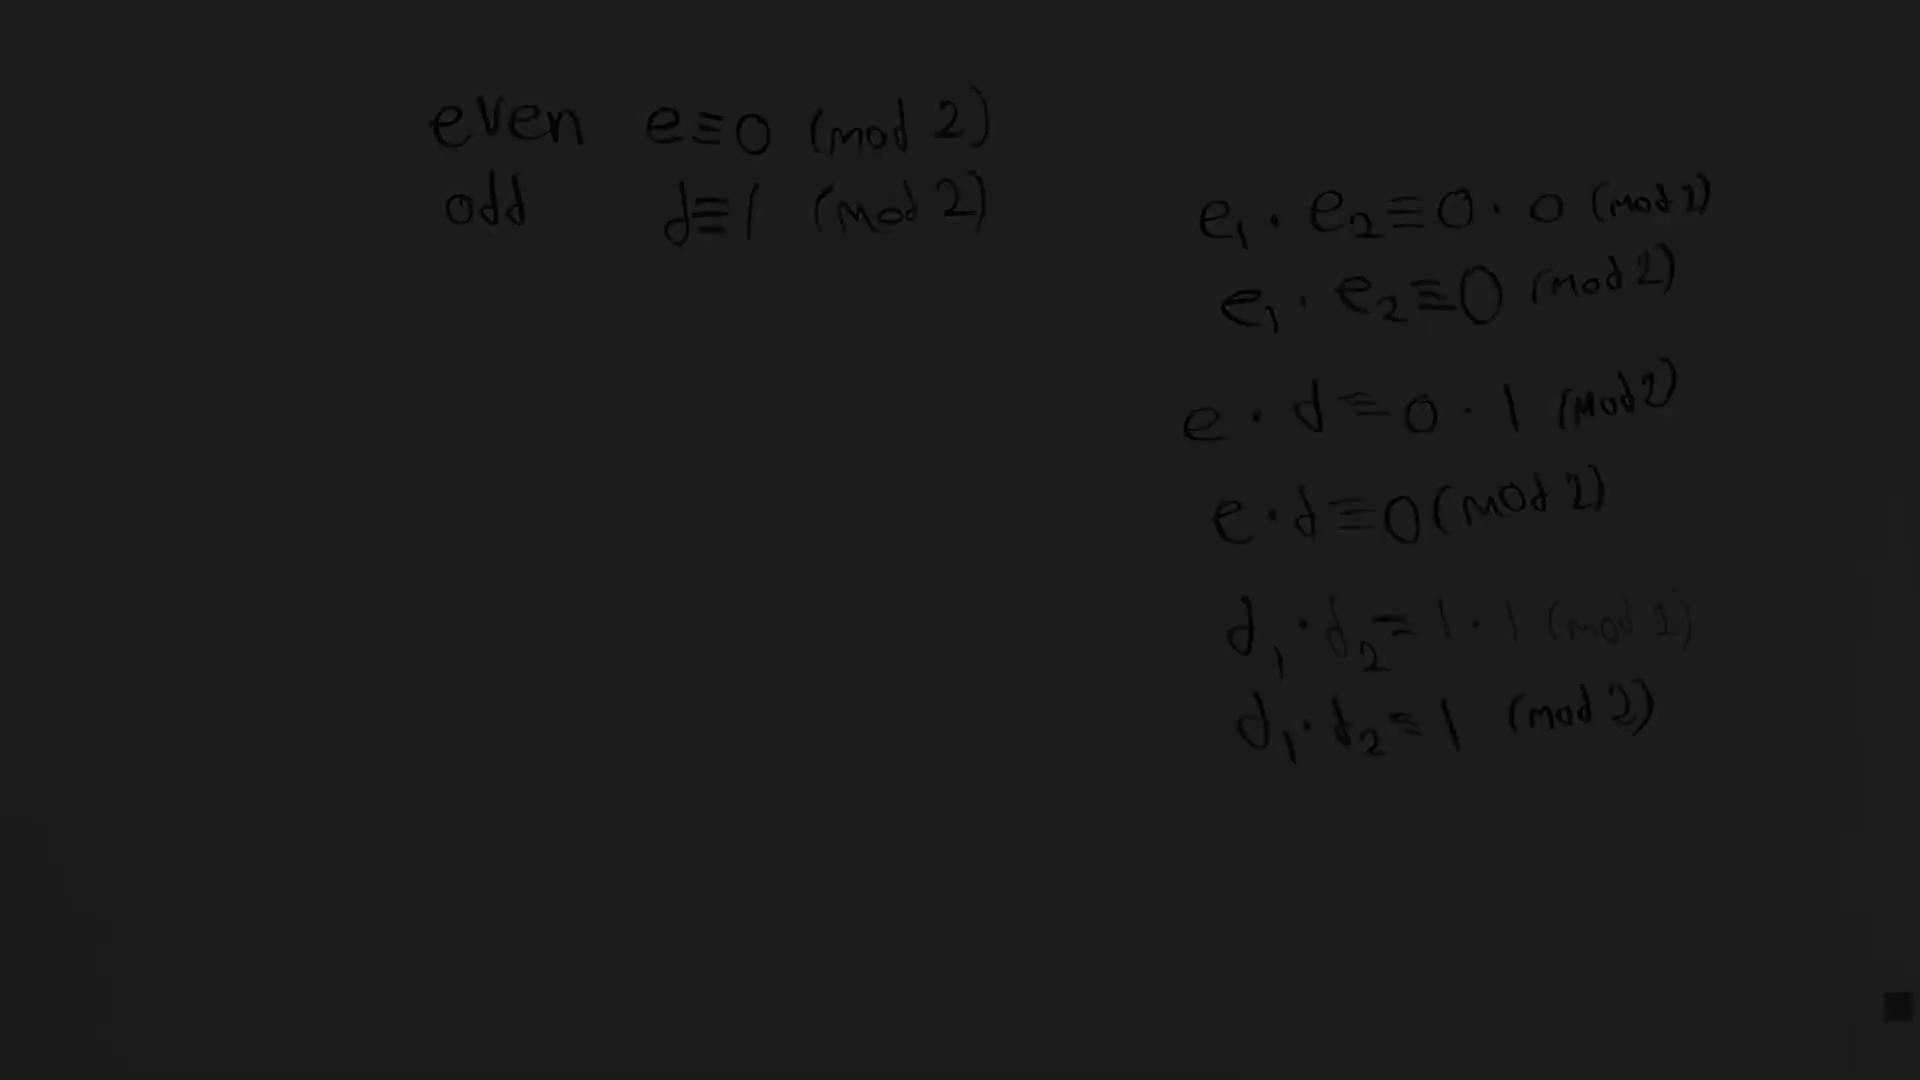 even e≡0 (mod 2)
odd d≡1 (mod 2)
e₁ · e₂≡0 · 0 (mod 2)
e₁ · e₂≡0 (mod 2)
e · d≡0 · 1 (mod 2)
e · d≡0 (mod 2)
d₁ · d₂≡1 · 1 (mod 2)
d₁ · d₂≡1 (mod 2)